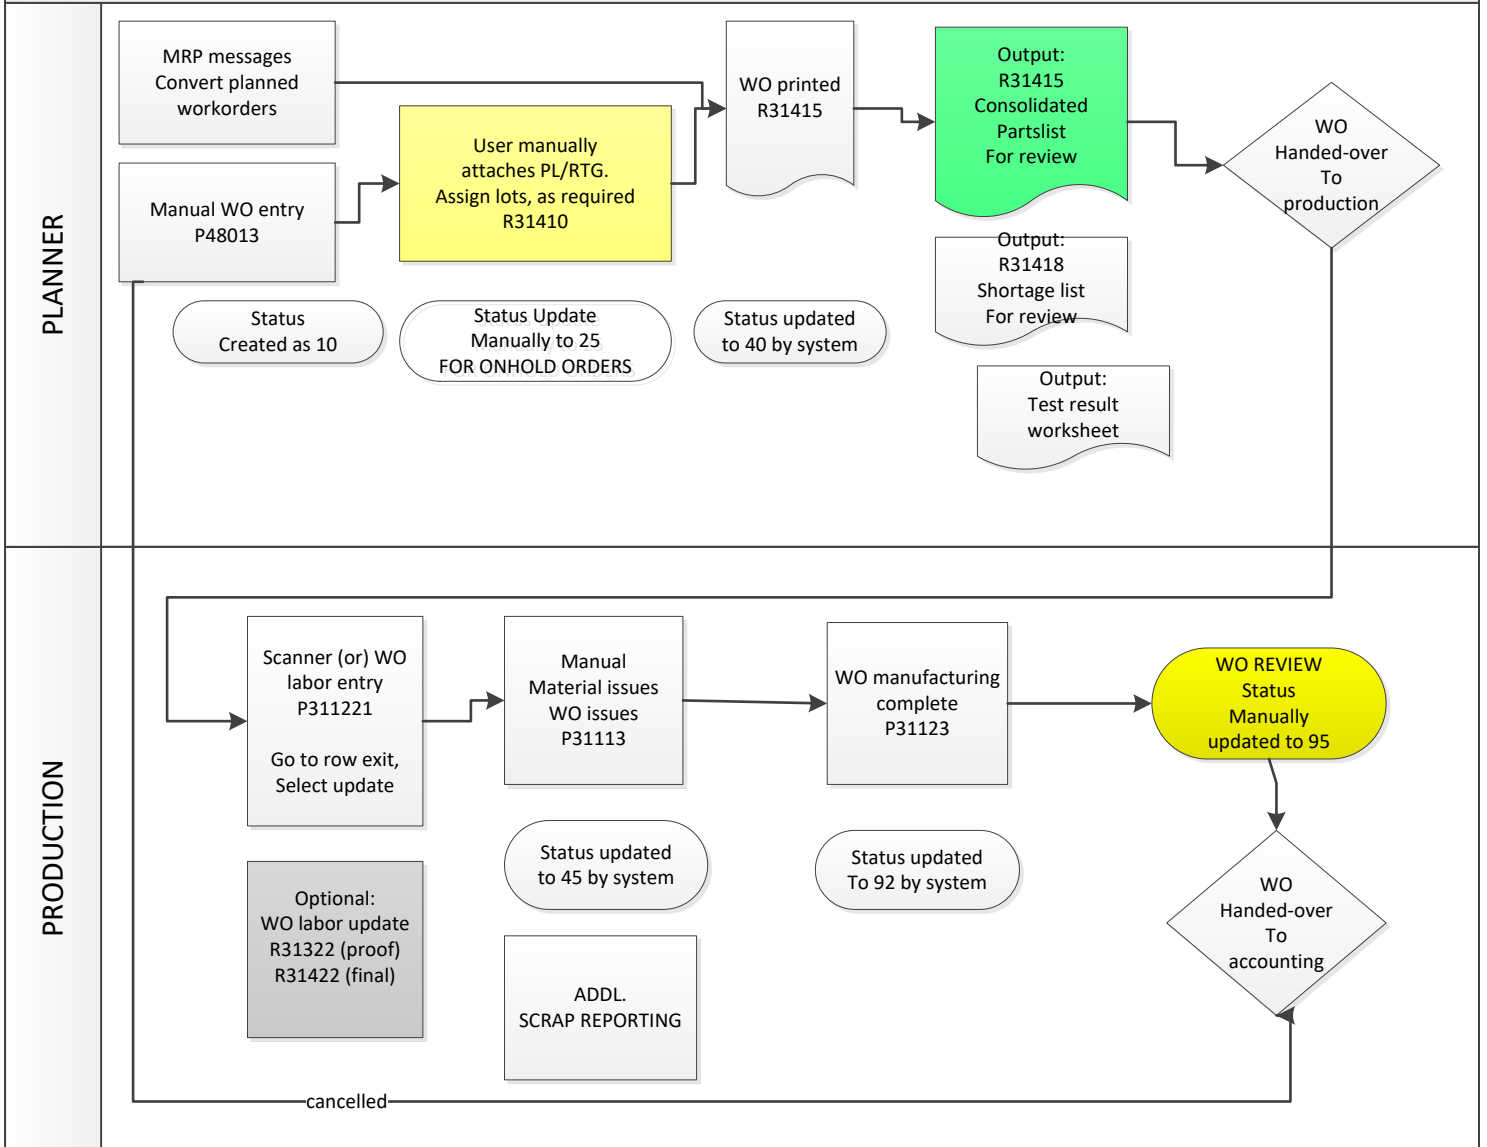 PLANNER
MRP messages
Convert planned
workorders
Manual WO entry
P48013
User manually
attaches PL/RTG.
Assign lots, as required
R31410
WO printed
R31415
Output:
R31415
Consolidated
Partslist
For review
WO
Handed-over
To
production
Output:
R31418
Shortage list
For review
Output:
Test result
worksheet
Status
Created as 10
Status Update
Manually to 25
FOR ONHOLD ORDERS
Status updated
to 40 by system
PRODUCTION
Scanner (or) WO
labor entry
P311221
Go to row exit,
Select update
Manual
Material issues
WO issues
P31113
WO manufacturing
complete
P31123
WO REVIEW
Status
Manually
updated to 95
Optional:
WO labor update
R31322 (proof)
R31422 (final)
Status updated
to 45 by system
Status updated
To 92 by system
WO
Handed-over
To
accounting
ADDL.
SCRAP REPORTING
cancelled